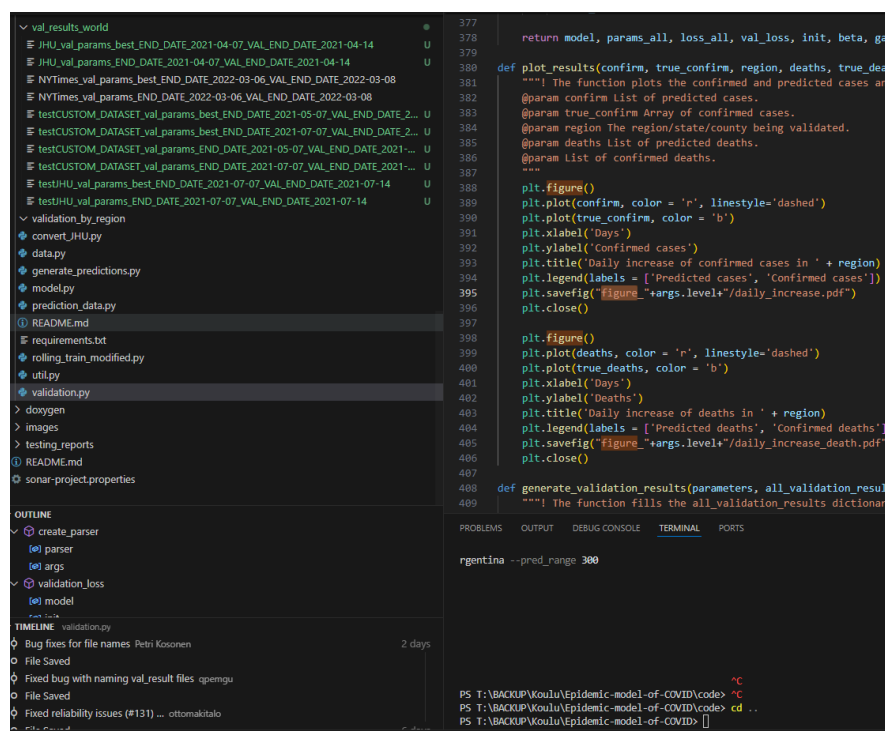 val_results_world
JHU_val_params_best_END_DATE_2021-04-07_VAL_END_DATE_2021-04-14 U
JHU_val_params_END_DATE_2021-04-07_VAL_END_DATE_2021-04-14 U
NYTimes_val_params_best_END_DATE_2022-03-06_VAL_END_DATE_2022-03-08
NYTimes_val_params_END_DATE_2022-03-06_VAL_END_DATE_2022-03-08
testCUSTOM_DATASET_val_params_best_END_DATE_2021-05-07_VAL_END_DATE_2... U
testCUSTOM_DATASET_val_params_best_END_DATE_2021-07-07_VAL_END_DATE_2... U
testCUSTOM_DATASET_val_params_END_DATE_2021-05-07_VAL_END_DATE_2021-... U
testCUSTOM_DATASET_val_params_END_DATE_2021-07-07_VAL_END_DATE_2021-... U
testJHU_val_params_best_END_DATE_2021-07-07_VAL_END_DATE_2021-07-14 U
testJHU_val_params_END_DATE_2021-07-07_VAL_END_DATE_2021-07-14 U
validation_by_region
convert_JHU.py
data.py
generate_predictions.py
model.py
prediction_data.py
README.md
requirements.txt
rolling_train_modified.py
util.py
validation.py
doxygen
images
testing_reports
README.md
sonar-project.properties
OUTLINE
create_parser
parser
args
validation_loss
model
TIMELINE validation.py
Bug fixes for file names Petri Kosonen 2 days
File Saved
Fixed bug with naming val_result files qpemgu
File Saved
Fixed reliability issues (#131) ... ottomakitalo
File Saved
377
378 return model, params_all, loss_all, val_loss, init, beta, ga
379
380 def plot_results(confirm, true_confirm, region, deaths, true_dea
381 """! The function plots the confirmed and predicted cases an
382 @param confirm List of predicted cases.
383 @param true_confirm Array of confirmed cases.
384 @param region The region/state/county being validated.
385 @param deaths List of predicted deaths.
386 @param List of confirmed deaths.
387 """
388 plt.figure()
389 plt.plot(confirm, color = 'r', linestyle='dashed')
390 plt.plot(true_confirm, color = 'b')
391 plt.xlabel('Days')
392 plt.ylabel('Confirmed cases')
393 plt.title('Daily increase of confirmed cases in ' + region)
394 plt.legend(labels = ['Predicted cases', 'Confirmed cases'])
395 plt.savefig("figure_"+args.level+"/daily_increase.pdf")
396 plt.close()
397
398 plt.figure()
399 plt.plot(deaths, color = 'r', linestyle='dashed')
400 plt.plot(true_deaths, color = 'b')
401 plt.xlabel('Days')
402 plt.ylabel('Deaths')
403 plt.title('Daily increase of deaths in ' + region)
404 plt.legend(labels = ['Predicted deaths', 'Confirmed deaths']
405 plt.savefig("figure_"+args.level+"/daily_increase_death.pdf"
406 plt.close()
407
408 def generate_validation_results(parameters, all_validation_resul
409 """! The function fills the all_validation_results dictionar
PROBLEMS OUTPUT DEBUG CONSOLE TERMINAL PORTS
rgentina --pred_range 300
^C
PS T:\BACKUP\Koulu\Epidemic-model-of-COVID\code> ^C
PS T:\BACKUP\Koulu\Epidemic-model-of-COVID\code> cd ..
PS T:\BACKUP\Koulu\Epidemic-model-of-COVID>